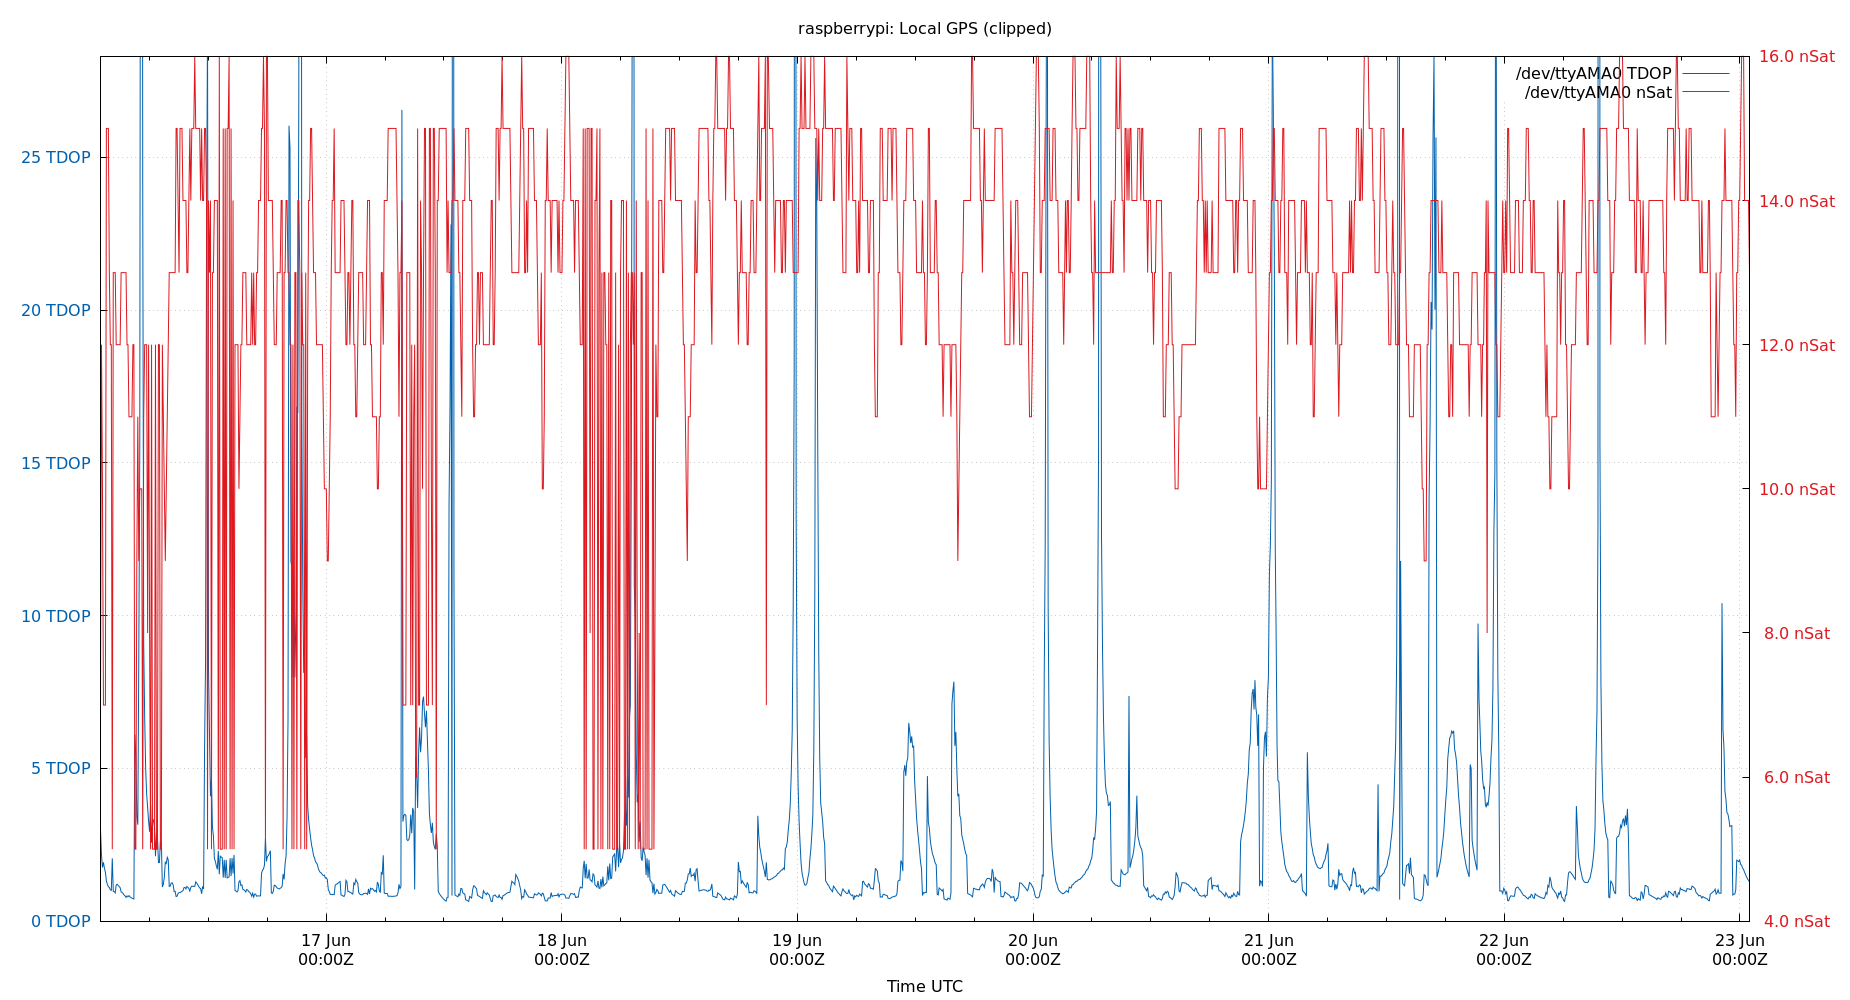 raspberrypi: Local GPS (clipped)
16.0 nSat
/dev/ttyAMA0 TDOP
/dev/ttyAMA0 nSat
25 TDOP
14.0 nSat
20 TDOP
12.0 nSat
15 TDOP
10.0 nSat
10 TDOP
8.0 nSat
5 TDOP
6.0 nSat
0 TDOP
4.0 nSat
17 Jun 18 Jun 19 Jun 20 Jun 21 Jun 22 Jun 23 Jun
00:00Z 00:00Z 00:00Z 00:00Z 00:00Z 00:00Z 00:00Z
Time UTC